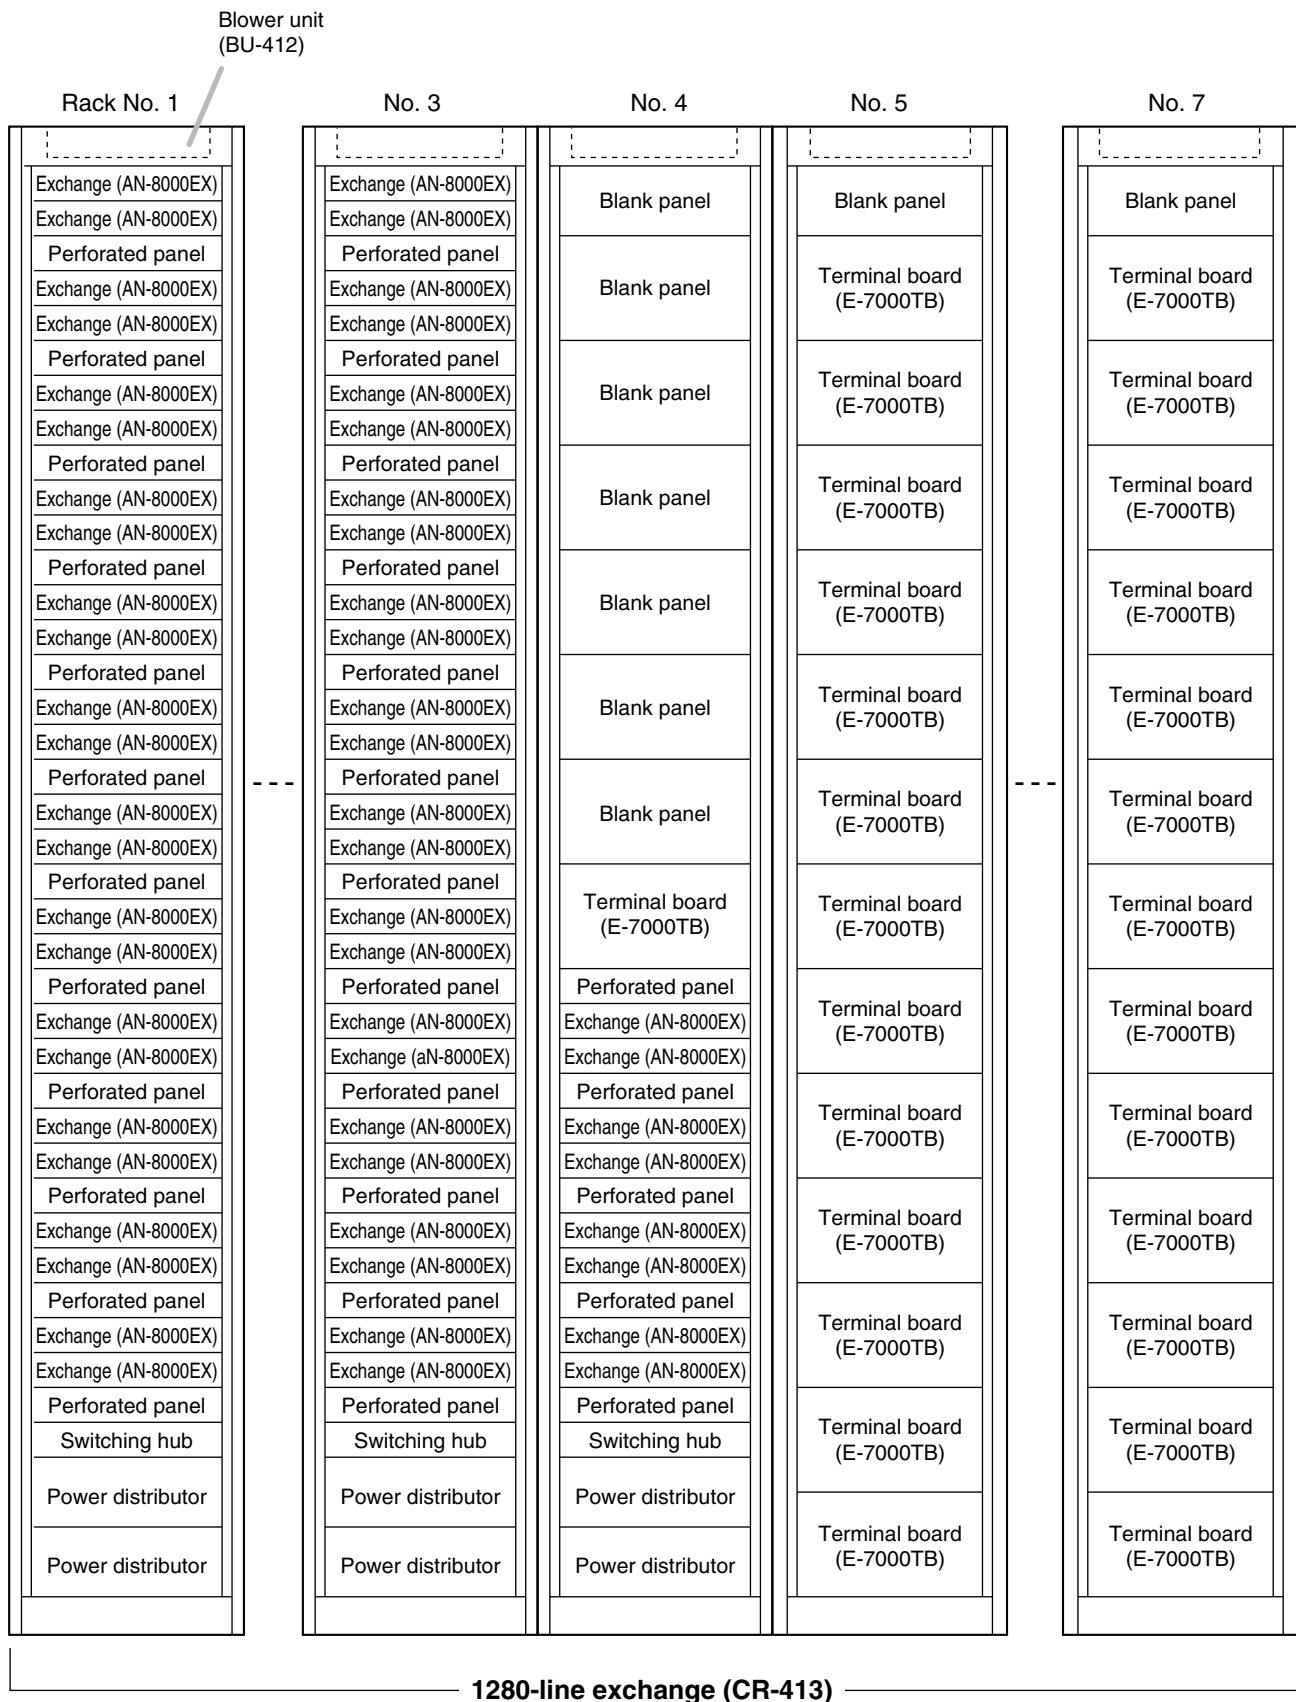 Blower unit
(BU-412)
Rack No. 1
No. 3
No. 4
No. 5
No. 7
Exchange (AN-8000EX)
Exchange (AN-8000EX)
Perforated panel
Exchange (AN-8000EX)
Exchange (AN-8000EX)
Perforated panel
Exchange (AN-8000EX)
Exchange (AN-8000EX)
Perforated panel
Exchange (AN-8000EX)
Exchange (AN-8000EX)
Perforated panel
Exchange (AN-8000EX)
Exchange (AN-8000EX)
Perforated panel
Exchange (AN-8000EX)
Exchange (AN-8000EX)
Perforated panel
Exchange (AN-8000EX)
Exchange (AN-8000EX)
Perforated panel
Exchange (AN-8000EX)
Exchange (AN-8000EX)
Perforated panel
Exchange (AN-8000EX)
Exchange (AN-8000EX)
Perforated panel
Exchange (AN-8000EX)
Exchange (AN-8000EX)
Perforated panel
Exchange (AN-8000EX)
Exchange (AN-8000EX)
Perforated panel
Exchange (AN-8000EX)
Exchange (AN-8000EX)
Perforated panel
Switching hub
Power distributor
Power distributor
Exchange (AN-8000EX)
Exchange (AN-8000EX)
Perforated panel
Exchange (AN-8000EX)
Exchange (AN-8000EX)
Perforated panel
Exchange (AN-8000EX)
Exchange (AN-8000EX)
Perforated panel
Exchange (AN-8000EX)
Exchange (AN-8000EX)
Perforated panel
Exchange (AN-8000EX)
Exchange (AN-8000EX)
Perforated panel
Exchange (AN-8000EX)
Exchange (AN-8000EX)
Perforated panel
Exchange (AN-8000EX)
Exchange (AN-8000EX)
Perforated panel
Exchange (AN-8000EX)
Exchange (AN-8000EX)
Perforated panel
Exchange (AN-8000EX)
Exchange (aN-8000EX)
Perforated panel
Exchange (AN-8000EX)
Exchange (AN-8000EX)
Perforated panel
Exchange (AN-8000EX)
Exchange (AN-8000EX)
Perforated panel
Exchange (AN-8000EX)
Exchange (AN-8000EX)
Perforated panel
Switching hub
Power distributor
Power distributor
Blank panel
Blank panel
Blank panel
Blank panel
Blank panel
Blank panel
Blank panel
Terminal board
(E-7000TB)
Perforated panel
Exchange (AN-8000EX)
Exchange (AN-8000EX)
Perforated panel
Exchange (AN-8000EX)
Exchange (AN-8000EX)
Perforated panel
Exchange (AN-8000EX)
Exchange (AN-8000EX)
Perforated panel
Exchange (AN-8000EX)
Exchange (AN-8000EX)
Perforated panel
Switching hub
Power distributor
Power distributor
Blank panel
Terminal board
(E-7000TB)
Terminal board
(E-7000TB)
Terminal board
(E-7000TB)
Terminal board
(E-7000TB)
Terminal board
(E-7000TB)
Terminal board
(E-7000TB)
Terminal board
(E-7000TB)
Terminal board
(E-7000TB)
Terminal board
(E-7000TB)
Terminal board
(E-7000TB)
Terminal board
(E-7000TB)
Terminal board
(E-7000TB)
Terminal board
(E-7000TB)
Blank panel
Terminal board
(E-7000TB)
Terminal board
(E-7000TB)
Terminal board
(E-7000TB)
Terminal board
(E-7000TB)
Terminal board
(E-7000TB)
Terminal board
(E-7000TB)
Terminal board
(E-7000TB)
Terminal board
(E-7000TB)
Terminal board
(E-7000TB)
Terminal board
(E-7000TB)
Terminal board
(E-7000TB)
Terminal board
(E-7000TB)
Terminal board
(E-7000TB)
1280-line exchange (CR-413)